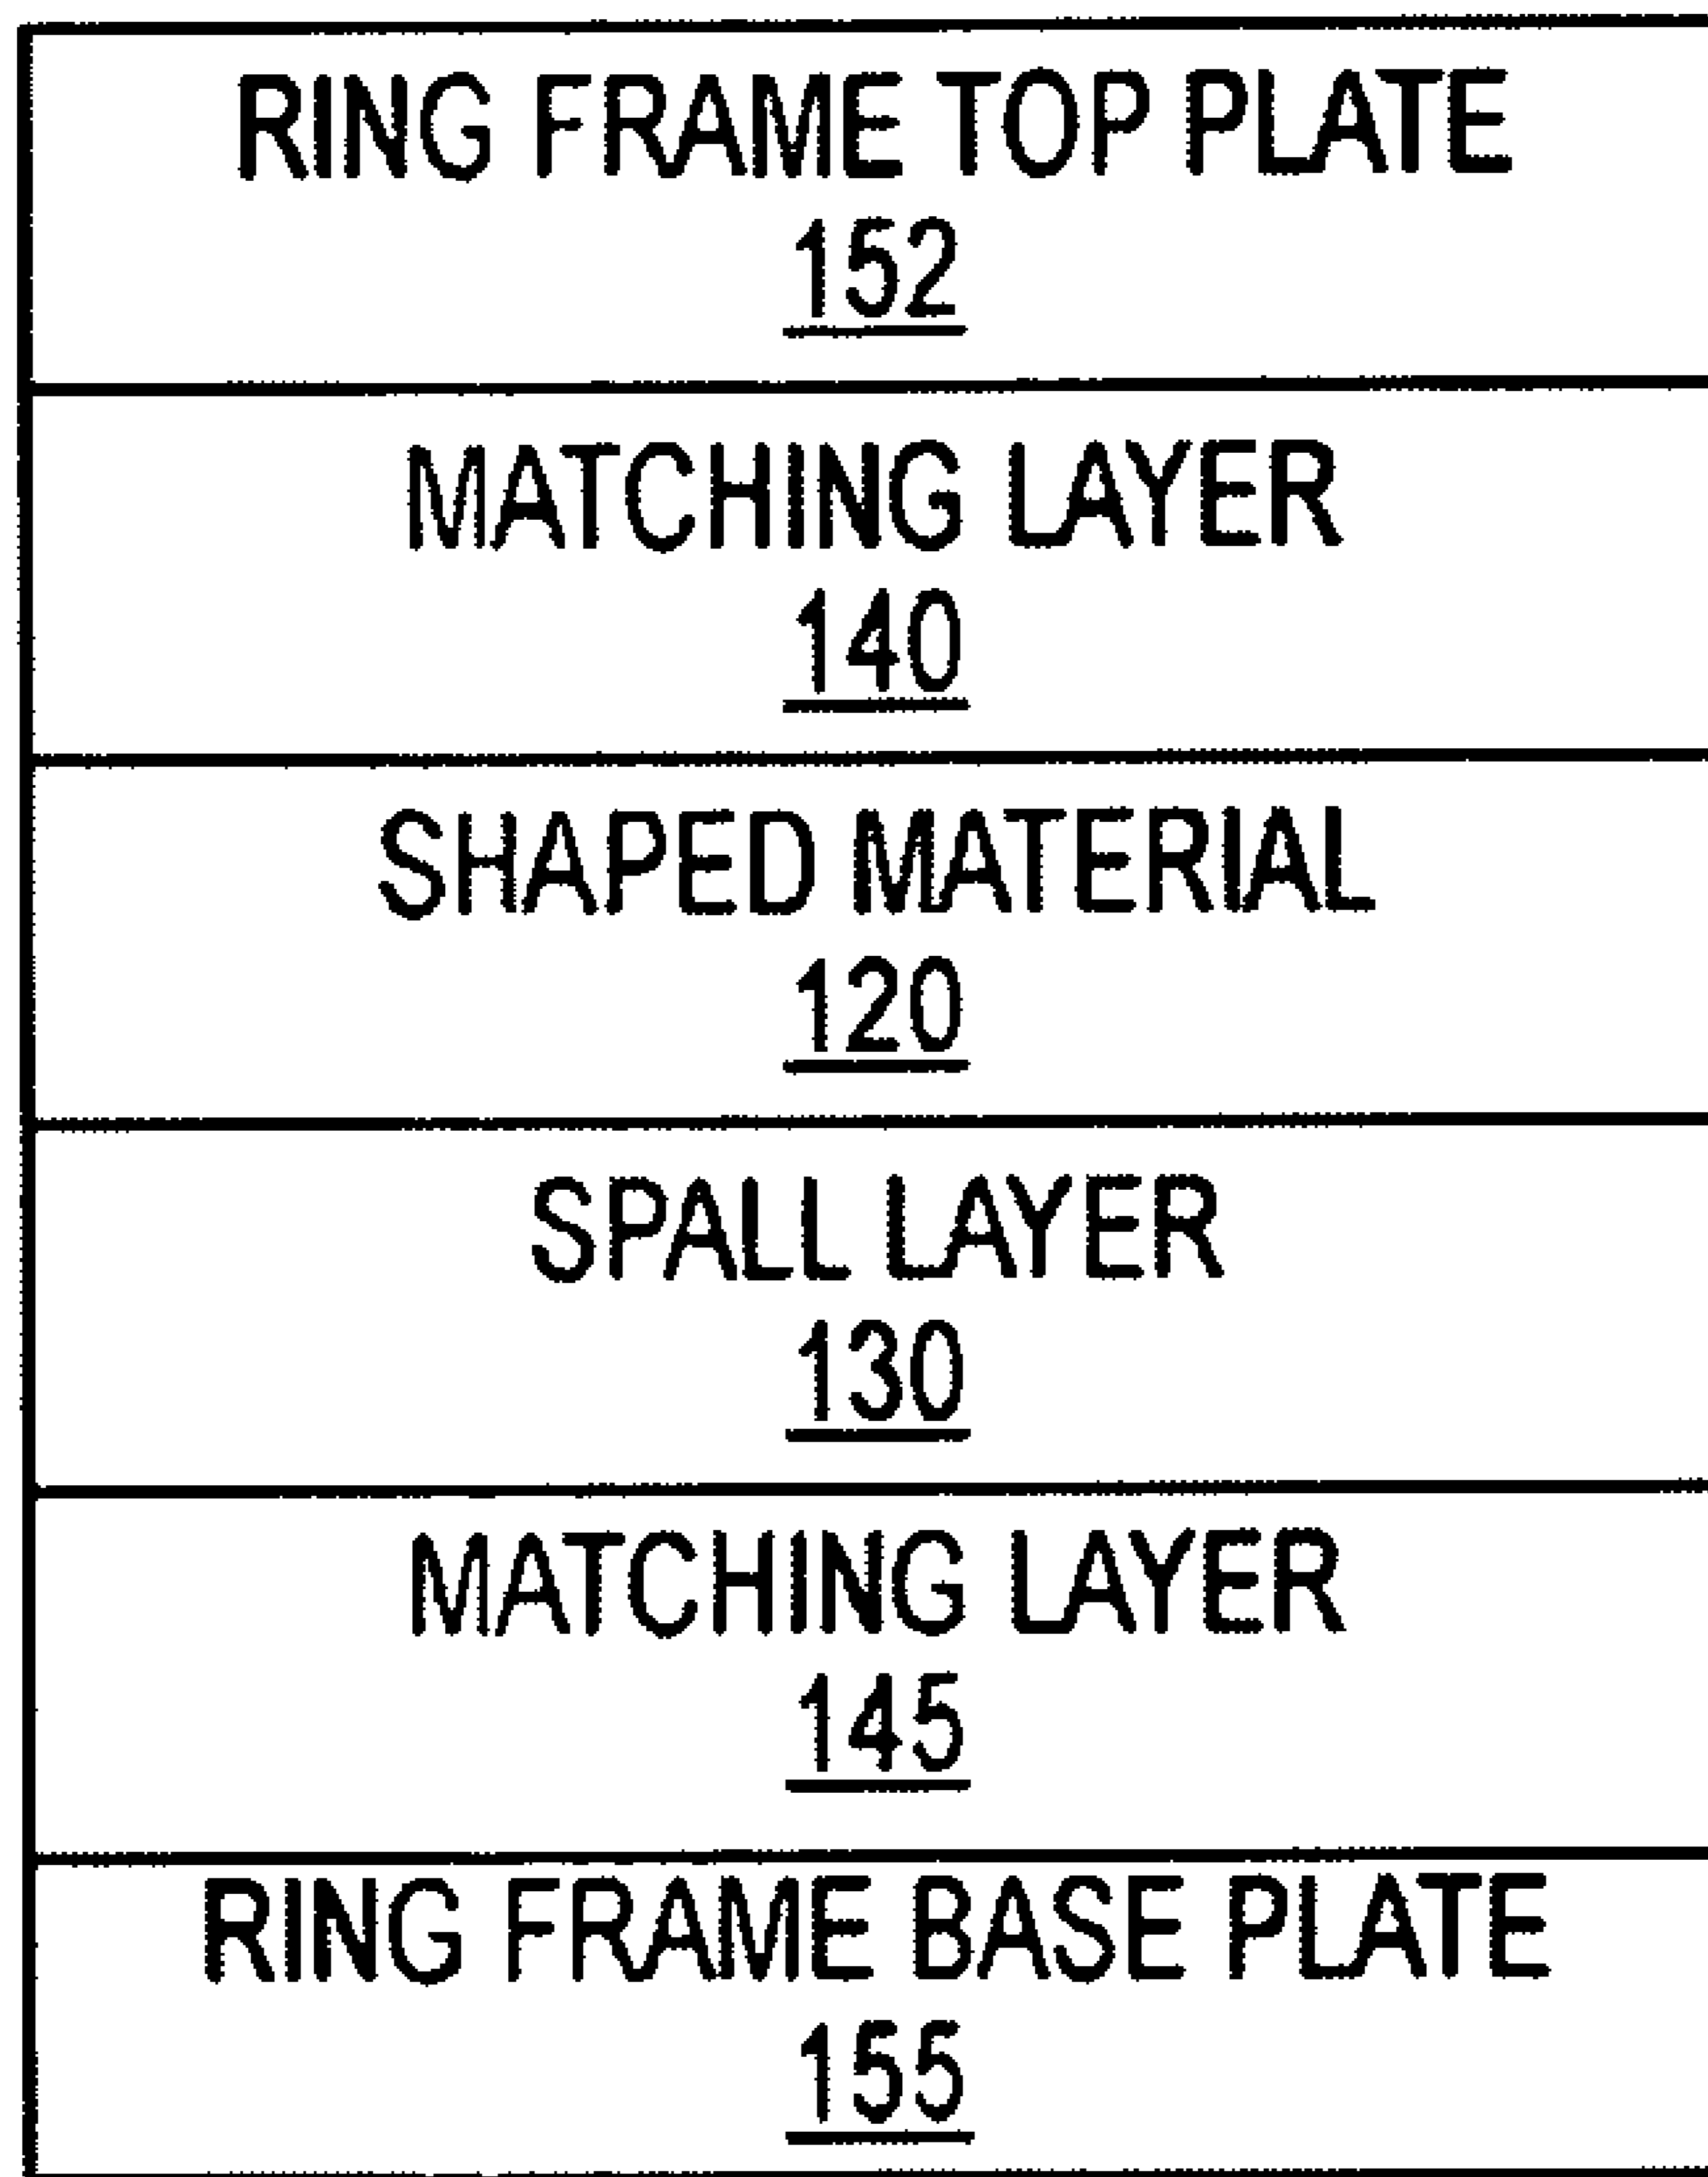 RING FRAME TOP PLATE
152
MATCHING LAYER
140
SHAPED MATERIAL
120
SPALL LAYER
130
MATCHING LAYER
145
RING FRAME BASE PLATE
155